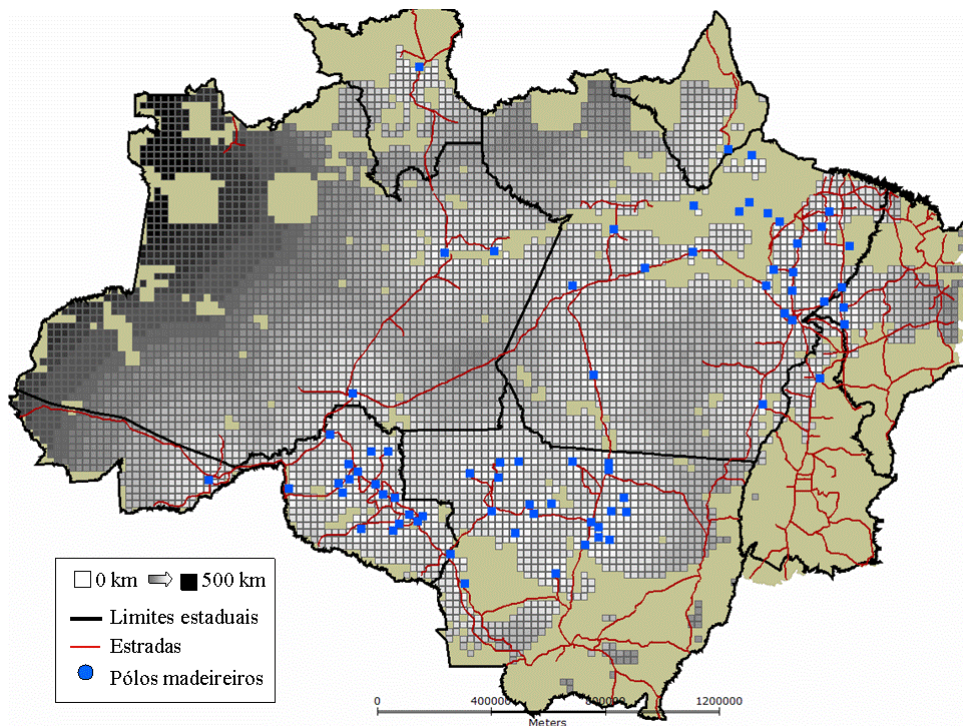 0 km 500 km
Limites estaduais
Estradas
Pólos madeireiros
0 400000 800000 1200000
Meters